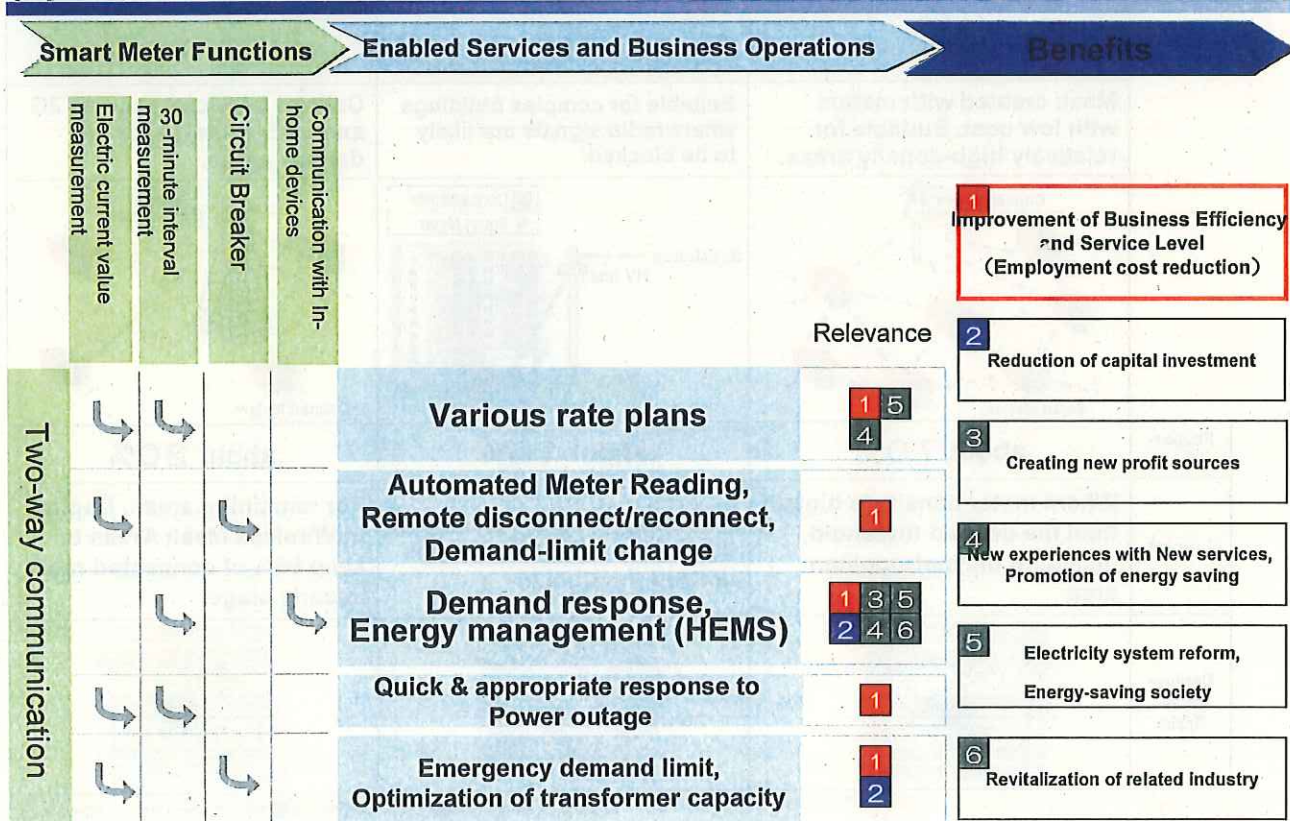 Smart Meter Functions
Enabled Services and Business Operations
Benefits
Electric current value
measurement
30-minute interval
measurement
Circuit Breaker
Communication with In-
home devices
Two-way communication
Relevance
Various rate plans
1 5
4
Automated Meter Reading,
Remote disconnect/reconnect,
Demand-limit change
1
Demand response,
Energy management (HEMS)
1 3 5
2 4 6
Quick & appropriate response to
Power outage
1
Emergency demand limit,
Optimization of transformer capacity
1
2
1
Improvement of Business Efficiency
and Service Level
(Employment cost reduction)
2
Reduction of capital investment
3
Creating new profit sources
4
New experiences with New services,
Promotion of energy saving
5
Electricity system reform,
Energy-saving society
6
Revitalization of related industry